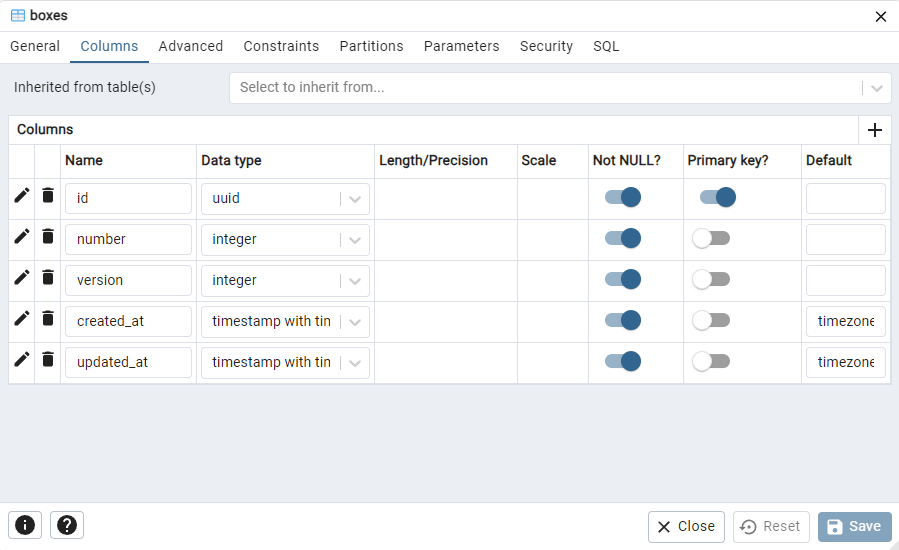 boxes
General Columns Advanced Constraints Partitions Parameters Security SQL
Inherited from table(s) Select to inherit from...
Columns
Name Data type Length/Precision Scale Not NULL? Primary key? Default
id uuid
number integer
version integer
created_at timestamp with tin timezone
updated_at timestamp with tin timezone
Close Reset Save